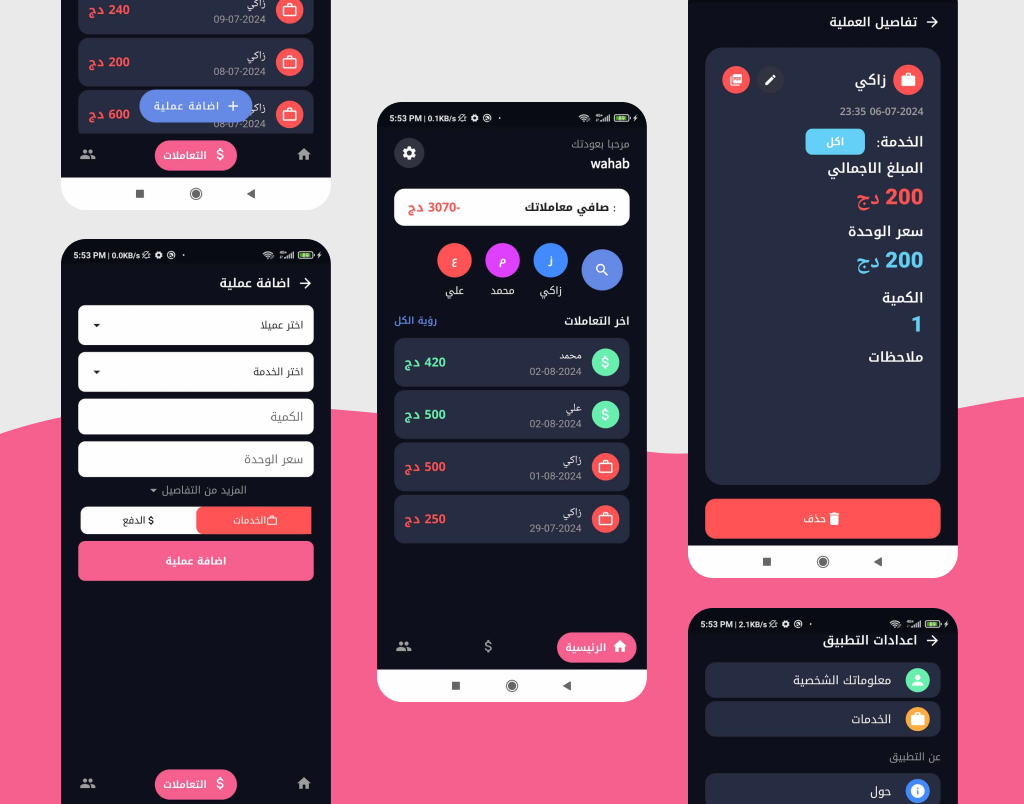 زاكي
240 دج
09-07-2024
زاكي
200 دج
08-07-2024
زاكي
600 دج
08-07-2024
+ اضافة عملية
$ التعاملات
5:53 PM | 0.0KB/s
اضافة عملية
اختر عميلا
اختر الخدمة
الكمية
سعر الوحدة
المزيد من التفاصيل
الخدمات
$ الدفع
اضافة عملية
$ التعاملات
5:53 PM | 0.1KB/s
مرحبا بعودتك
wahab
صافي معاملاتك :
-3070 دج
ز
م
ع
زاكي
محمد
علي
اخر التعاملات
رؤية الكل
محمد
420 دج
02-08-2024
علي
500 دج
02-08-2024
زاكي
500 دج
01-08-2024
زاكي
250 دج
29-07-2024
الرئيسية
$
تفاصيل العملية
زاكي
23:35 06-07-2024
الخدمة:
اكل
المبلغ الاجمالي
200 دج
سعر الوحدة
200 دج
الكمية
1
ملاحظات
حذف
5:53 PM | 2.1KB/s
اعدادات التطبيق
معلوماتك الشخصية
الخدمات
عن التطبيق
حول